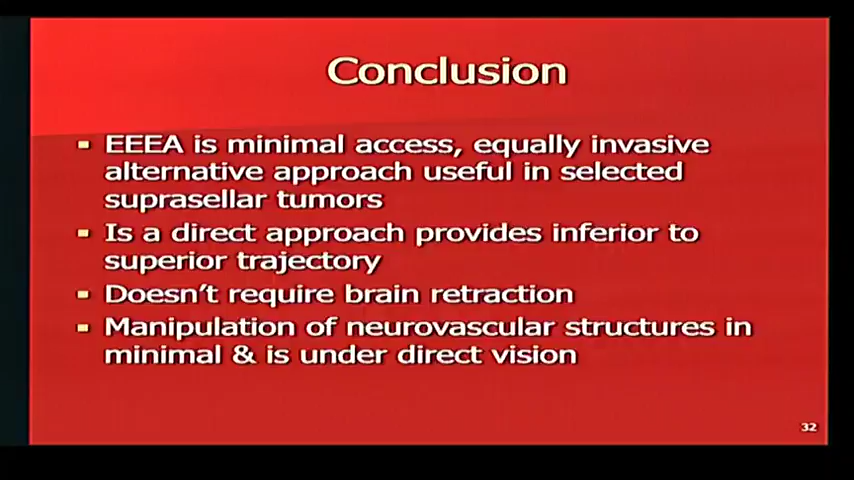 Conclusion
EEEA is minimal access, equally invasive
alternative approach useful in selected
suprasellar tumors
Is a direct approach provides inferior to
superior trajectory
Doesn't require brain retraction
Manipulation of neurovascular structures in
minimal & is under direct vision
32